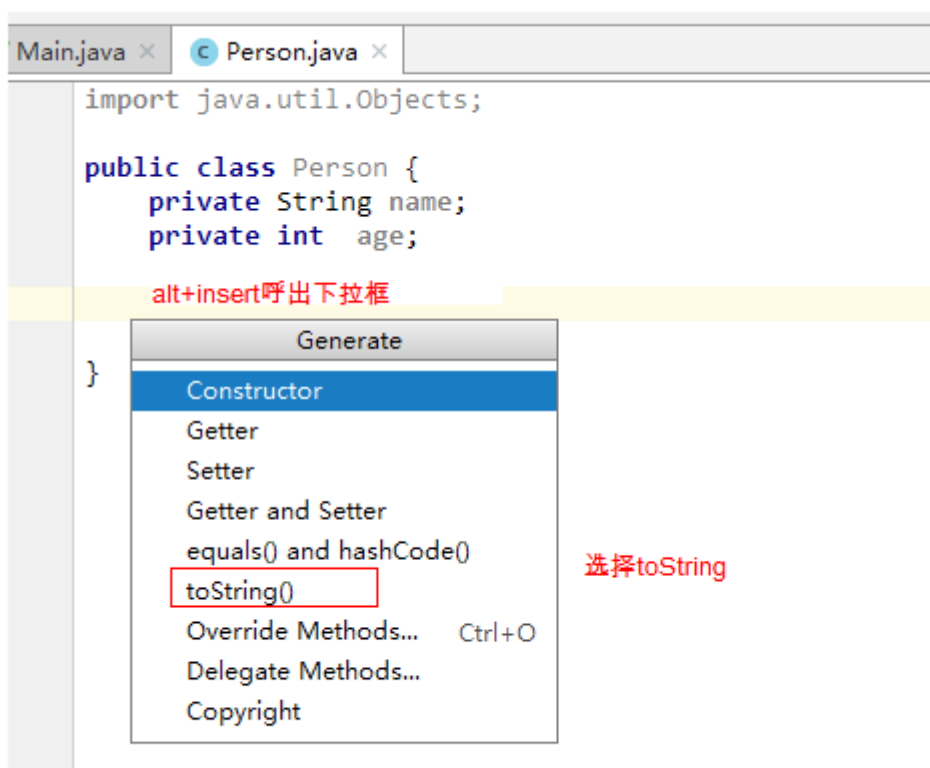 Main.java × C Person.java ×
import java.util.Objects;
public class Person {
private String name;
private int age;
alt+insert呼出下拉框
Generate
}
Constructor
Getter
Setter
Getter and Setter
equals() and hashCode()
选择toString
toString()
Override Methods... Ctrl+O
Delegate Methods...
Copyright